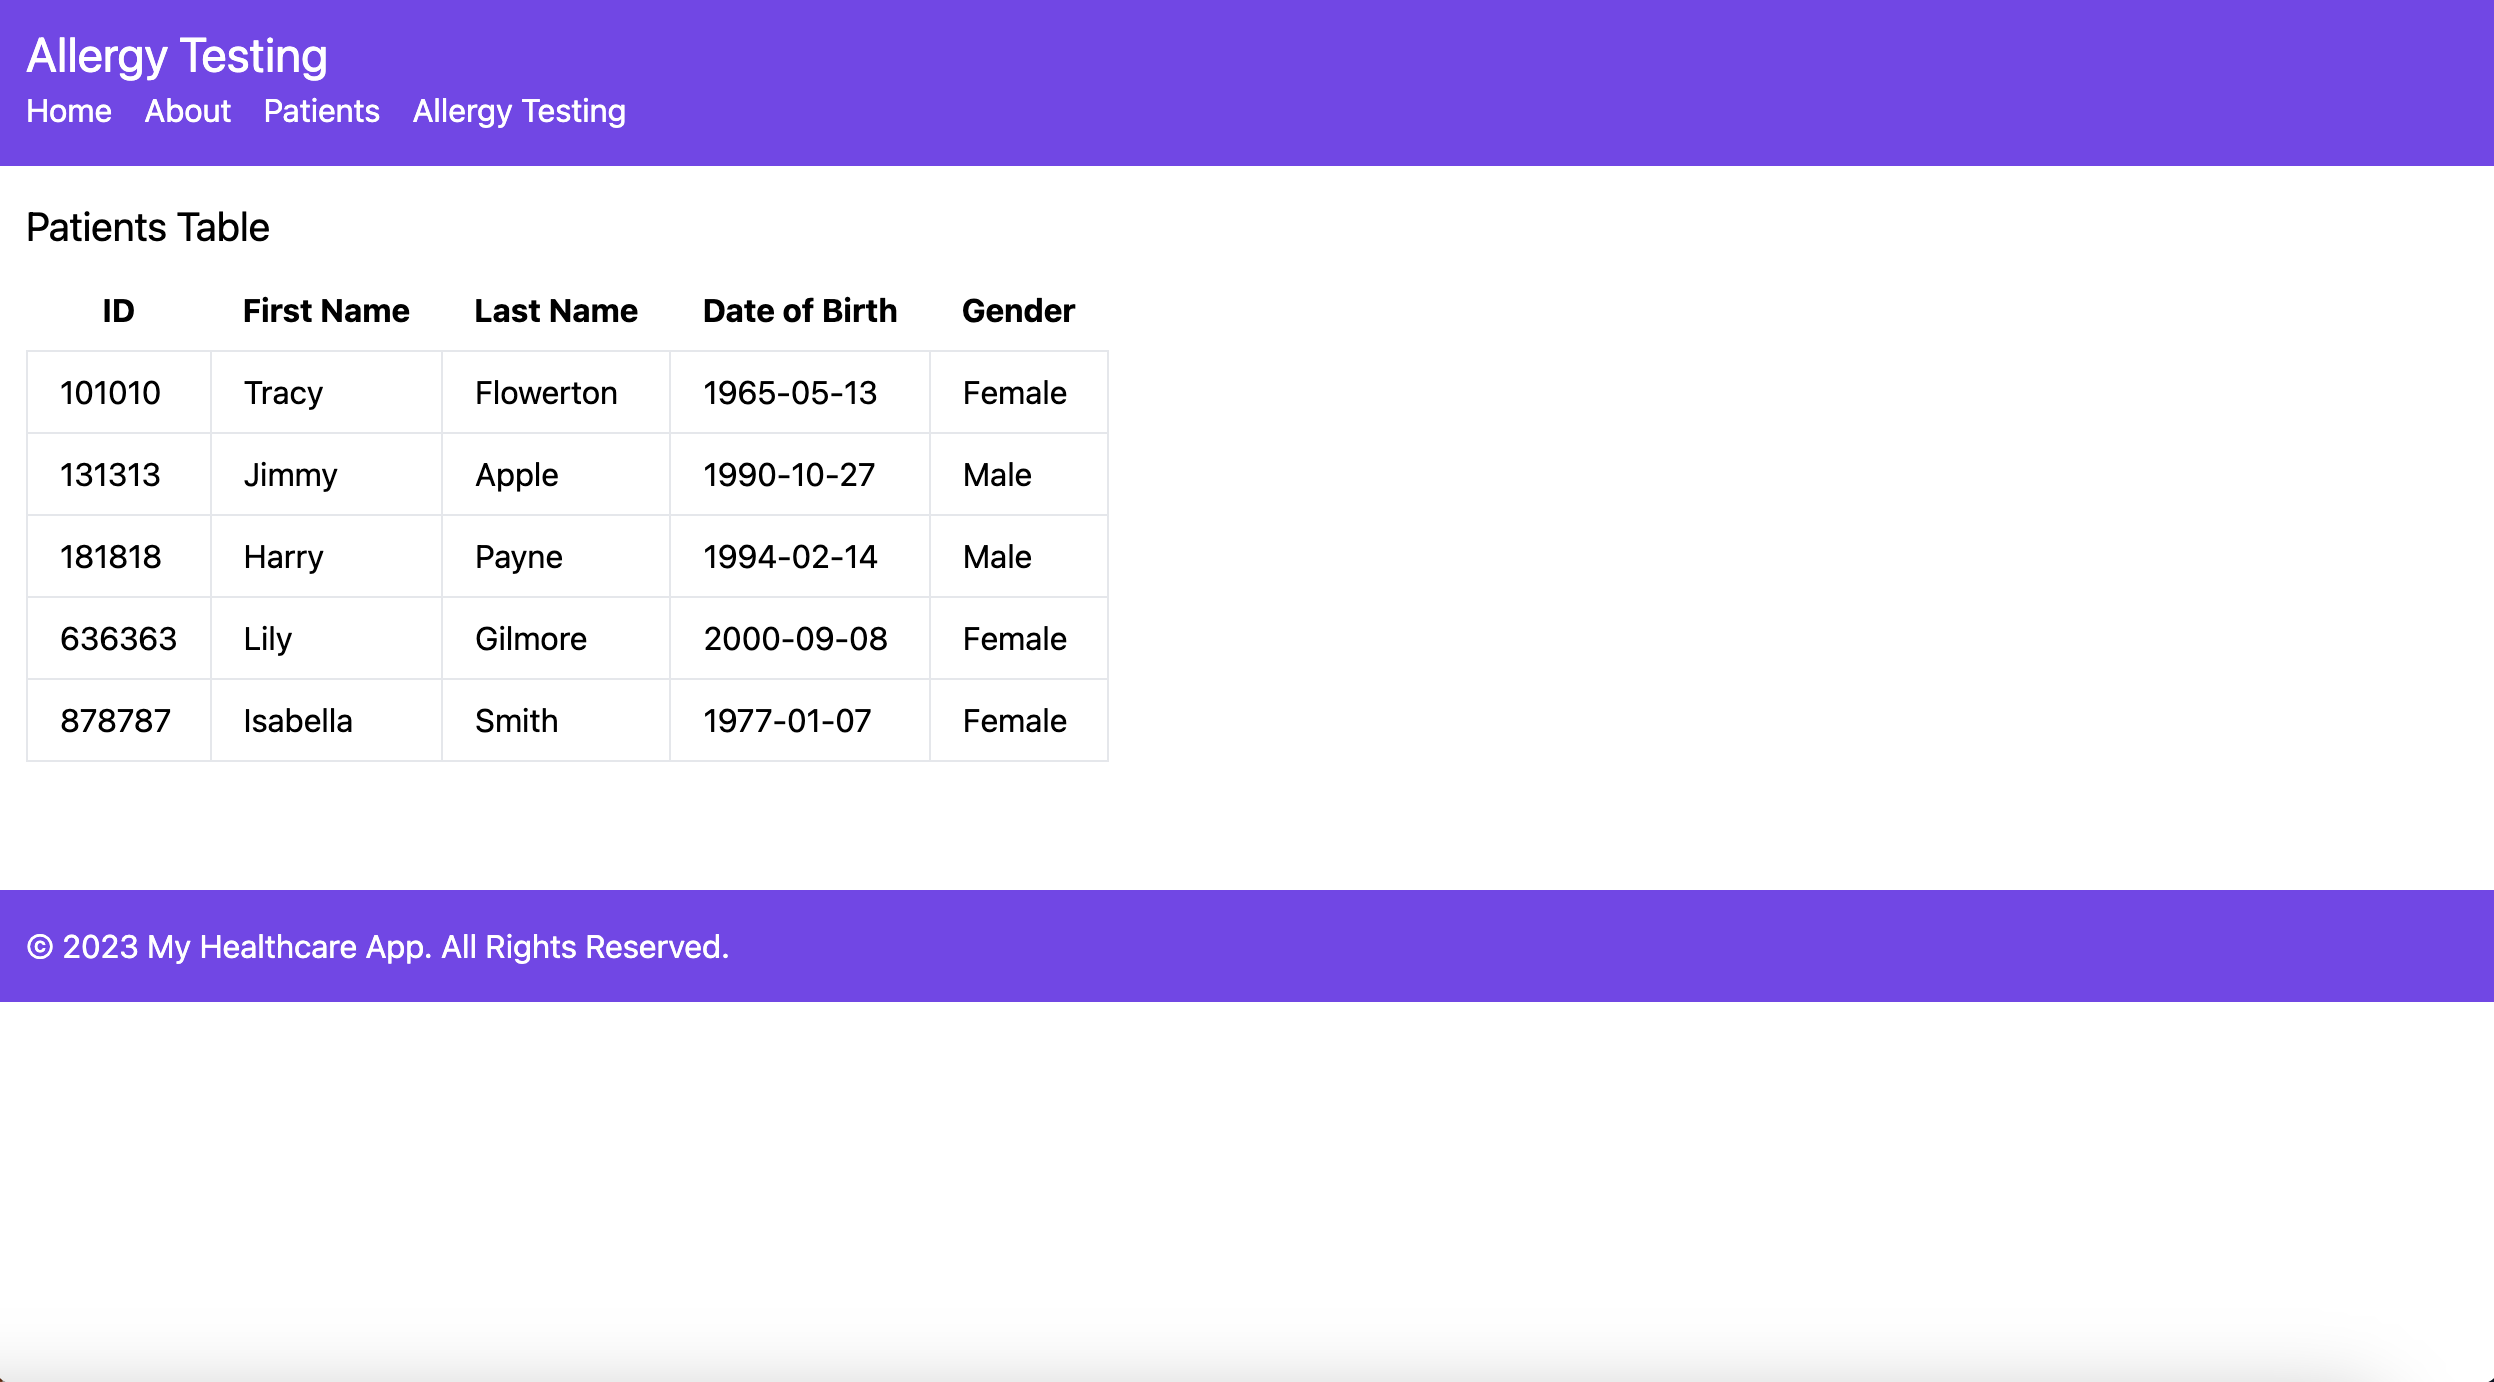 Allergy Testing
Home About Patients Allergy Testing
Patients Table
ID First Name Last Name Date of Birth Gender
101010 Tracy Flowerton 1965-05-13 Female
131313 Jimmy Apple 1990-10-27 Male
181818 Harry Payne 1994-02-14 Male
636363 Lily Gilmore 2000-09-08 Female
878787 Isabella Smith 1977-01-07 Female
© 2023 My Healthcare App. All Rights Reserved.